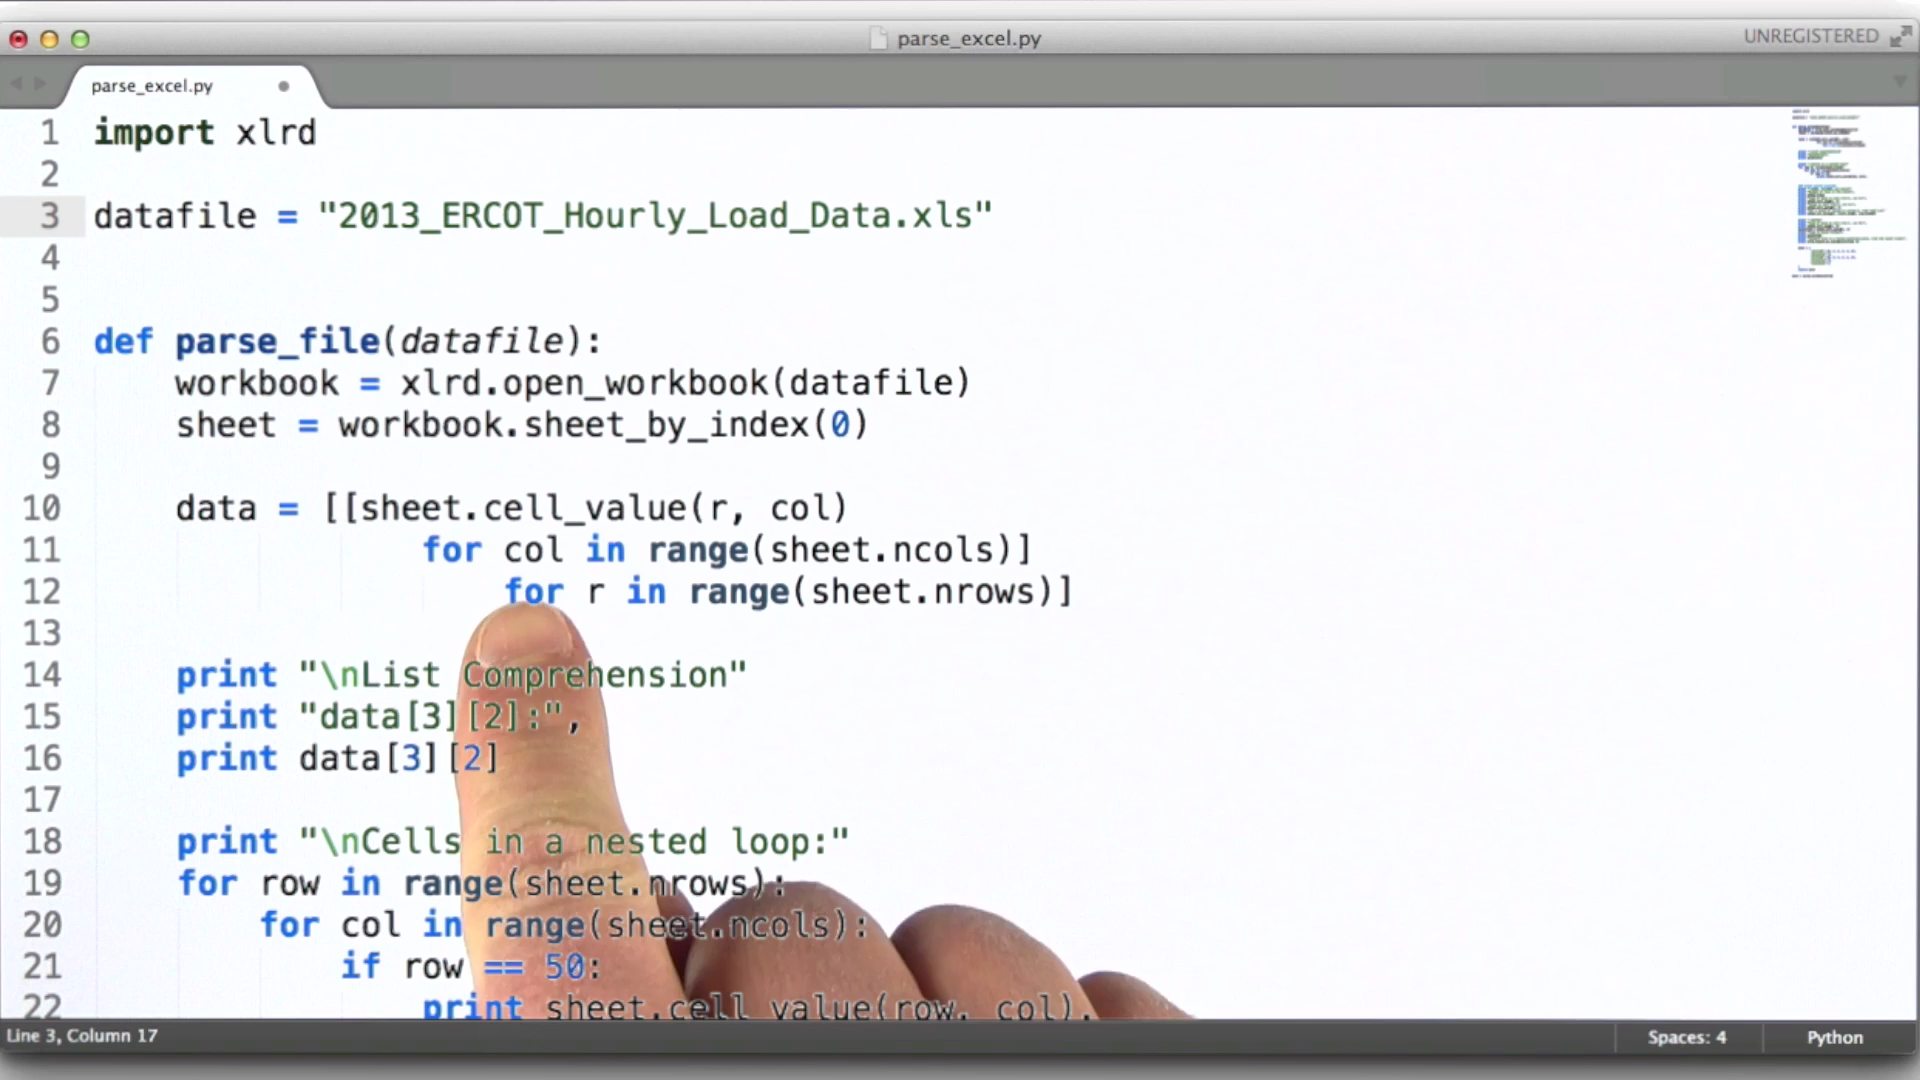 parse_excel.py
UNREGISTERED
parse_excel.py
1 import xlrd
2
3 datafile = "2013_ERCOT_Hourly_Load_Data.xls"
4
5
6 def parse_file(datafile):
7 workbook = xlrd.open_workbook(datafile)
8 sheet = workbook.sheet_by_index(0)
9
10 data = [[sheet.cell_value(r, col)
11 for col in range(sheet.ncols)]
12 for r in range(sheet.nrows)]
13
14 print "\nList Comprehension"
15 print "data[3][2]:",
16 print data[3][2]
17
18 print "\nCells in a nested loop:"
19 for row in range(sheet.nrows):
20 for col in range(sheet.ncols):
21 if row == 50:
22 print sheet.cell_value(row, col),
Line 3, Column 17
Spaces: 4
Python